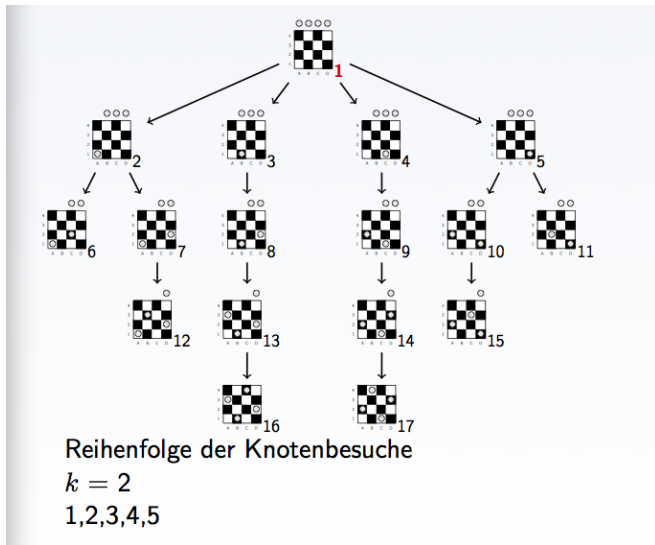 1
2 3 4 5
6 7 8 9 10 11
12 13 14 15
16 17
Reihenfolge der Knotenbesuche
k = 2
1,2,3,4,5